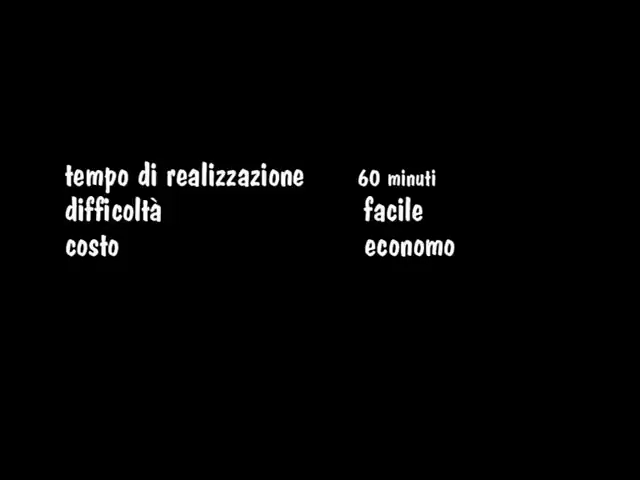 tempo di realizzazione 60 minuti
difficoltà facile
costo economo